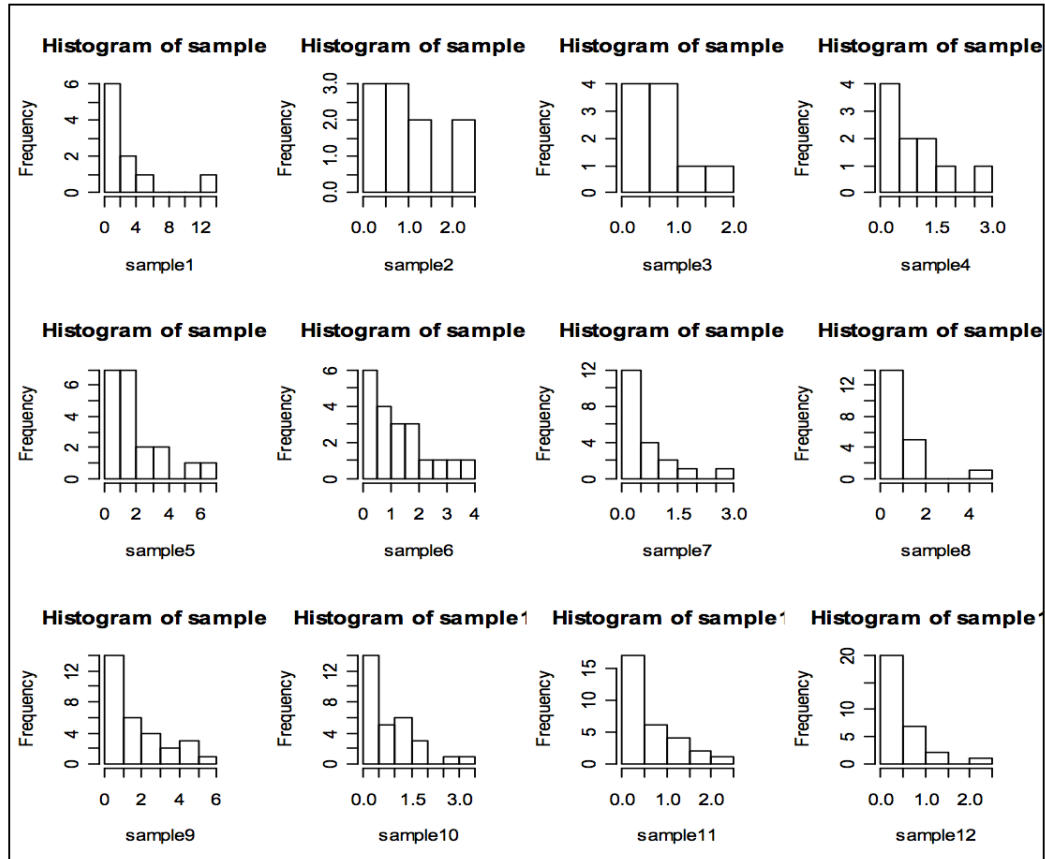 Histogram of sample Histogram of sample Histogram of sample Histogram of sample
Frequency
0 2 4 6
0 4 8 12
sample1
Frequency
0.0 1.0 2.0 3.0
0.0 1.0 2.0
sample2
Frequency
0 1 2 3 4
0.0 1.0 2.0
sample3
Frequency
0 1 2 3 4
0.0 1.5 3.0
sample4
Histogram of sample Histogram of sample Histogram of sample Histogram of sample
Frequency
0 2 4 6
0 2 4 6
sample5
Frequency
0 2 4 6
0 1 2 3 4
sample6
Frequency
0 4 8 12
0.0 1.5 3.0
sample7
Frequency
0 4 8 12
0 2 4
sample8
Histogram of sample Histogram of sample1 Histogram of sample1 Histogram of sample1
Frequency
0 4 8 12
0 2 4 6
sample9
Frequency
0 4 8 12
0.0 1.5 3.0
sample10
Frequency
0 5 10 15
0.0 1.0 2.0
sample11
Frequency
0 5 10 20
0.0 1.0 2.0
sample12